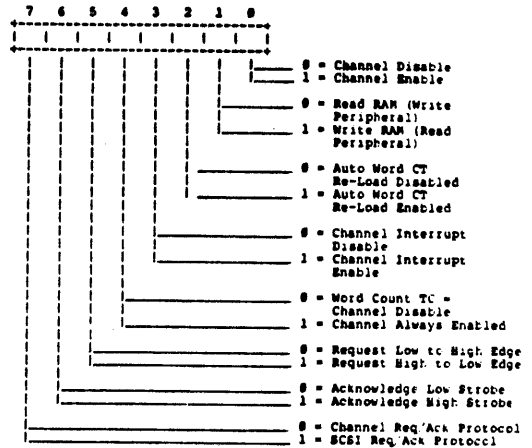 7 6 5 4 3 2 1 0
0 = Channel Disable
1 = Channel Enable
0 = Read RAM (Write
Peripheral)
1 = Write RAM (Read
Peripheral)
0 = Auto Word CT
Re-Load Disabled
1 = Auto Word CT
Re-Load Enabled
0 = Channel Interrupt
Disable
1 = Channel Interrupt
Enable
0 = Word Count TC =
Channel Disable
1 = Channel Always Enabled
0 = Request Low to High Edge
1 = Request High to Low Edge
0 = Acknowledge Low Strobe
1 = Acknowledge High Strobe
0 = Channel Req/Ack Protocol
1 = SCSI Req/Ack Protocol